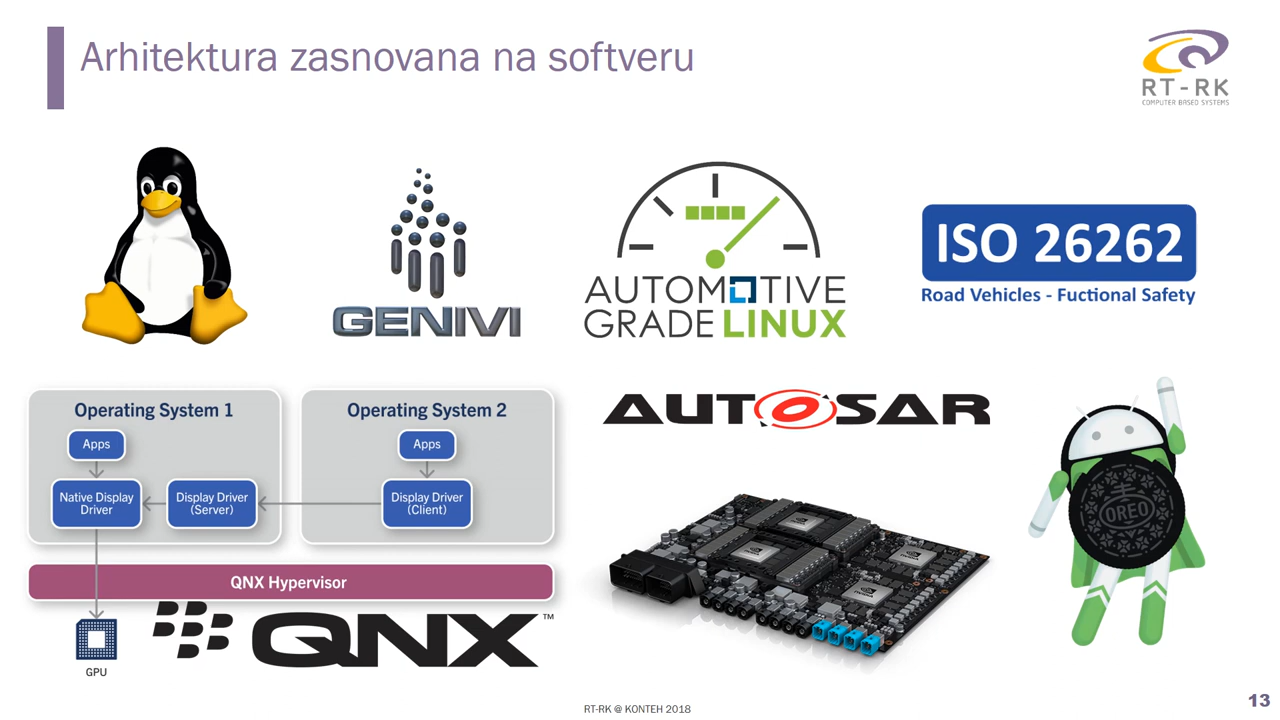 Arhitektura zasnovana na softveru
RT-RK
COMPUTER BASED SYSTEMS
GENIVI
AUTOMOTIVE
GRADE LINUX
ISO 26262
Road Vehicles - Fuctional Safety
Operating System 1
Apps
Native Display
Driver
Display Driver
(Server)
Operating System 2
Apps
Display Driver
(Client)
QNX Hypervisor
GPU
QNX™
AUTOSAR
OREO
RT-RK @ KONTEH 2018
13